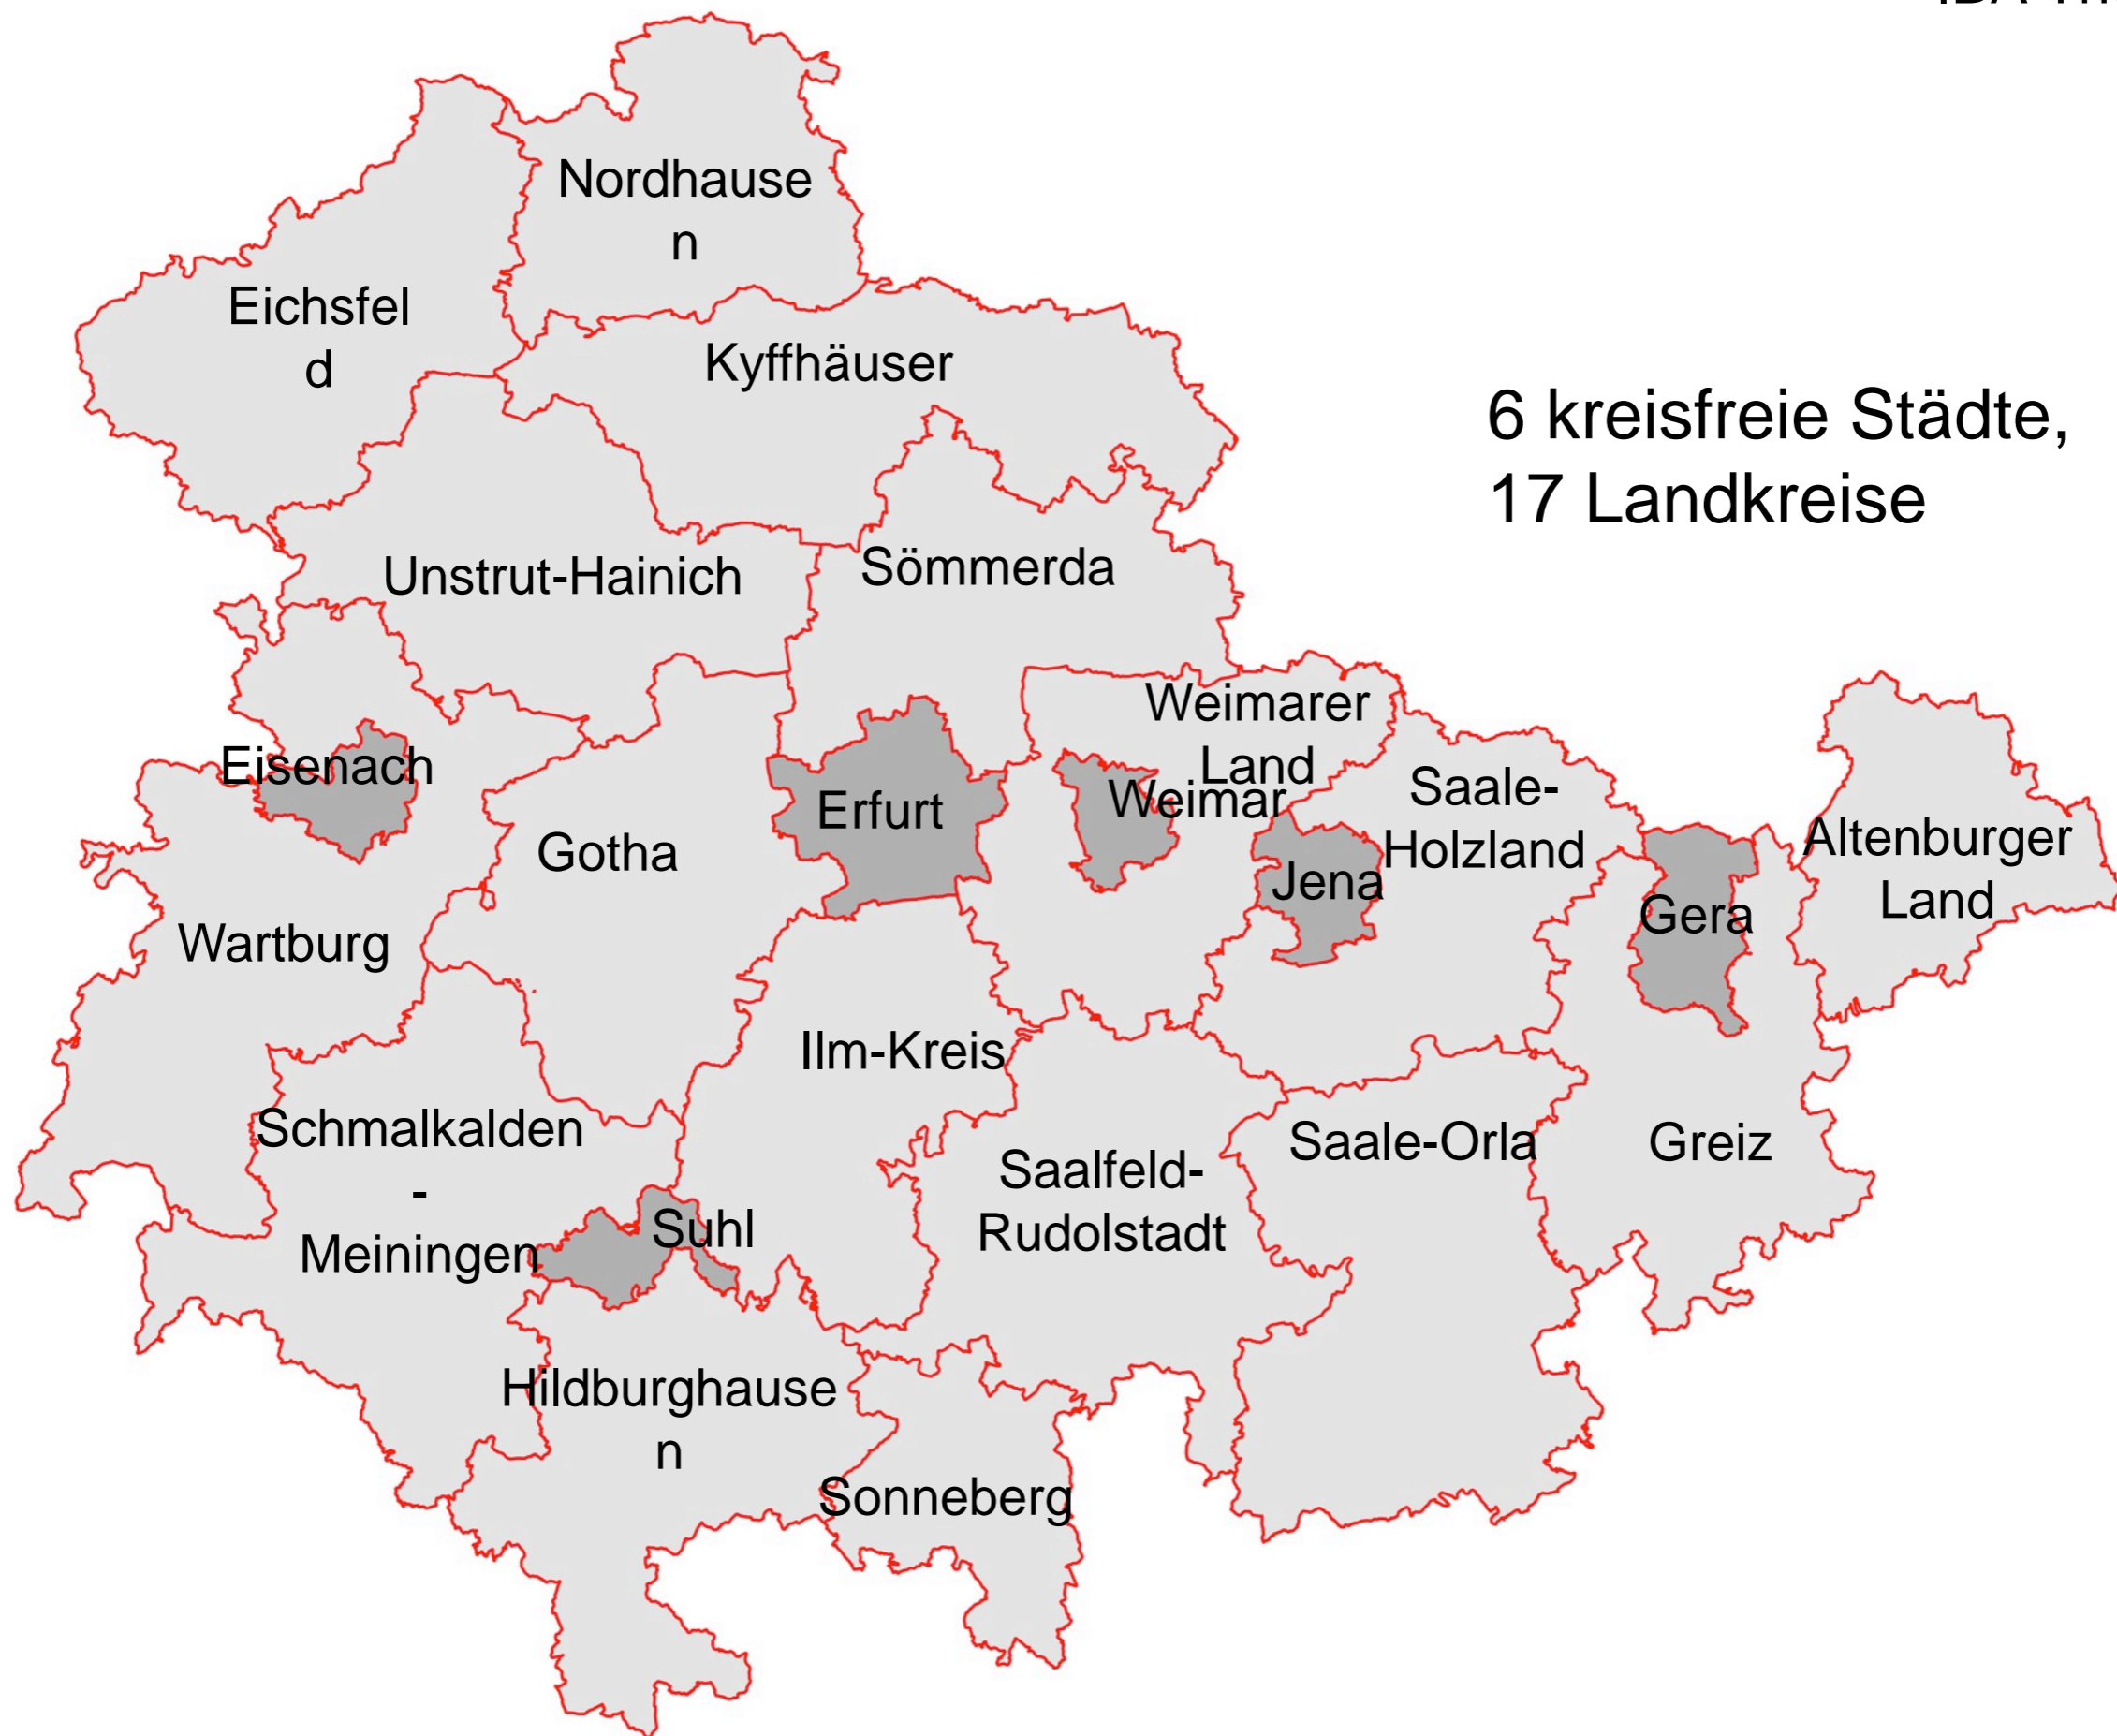 Nordhause
n
Eichsfel
d
Kyffhäuser
6 kreisfreie Städte,
17 Landkreise
Unstrut-Hainich
Sömmerda
Weimarer
Land
Eisenach
Erfurt
Weimar
Saale-
Holzland
Gotha
Jena
Gera
Altenburger
Land
Wartburg
Ilm-Kreis
Schmalkalden
-
Meiningen
Suhl
Saalfeld-
Rudolstadt
Saale-Orla
Greiz
Hildburghause
n
Sonneberg